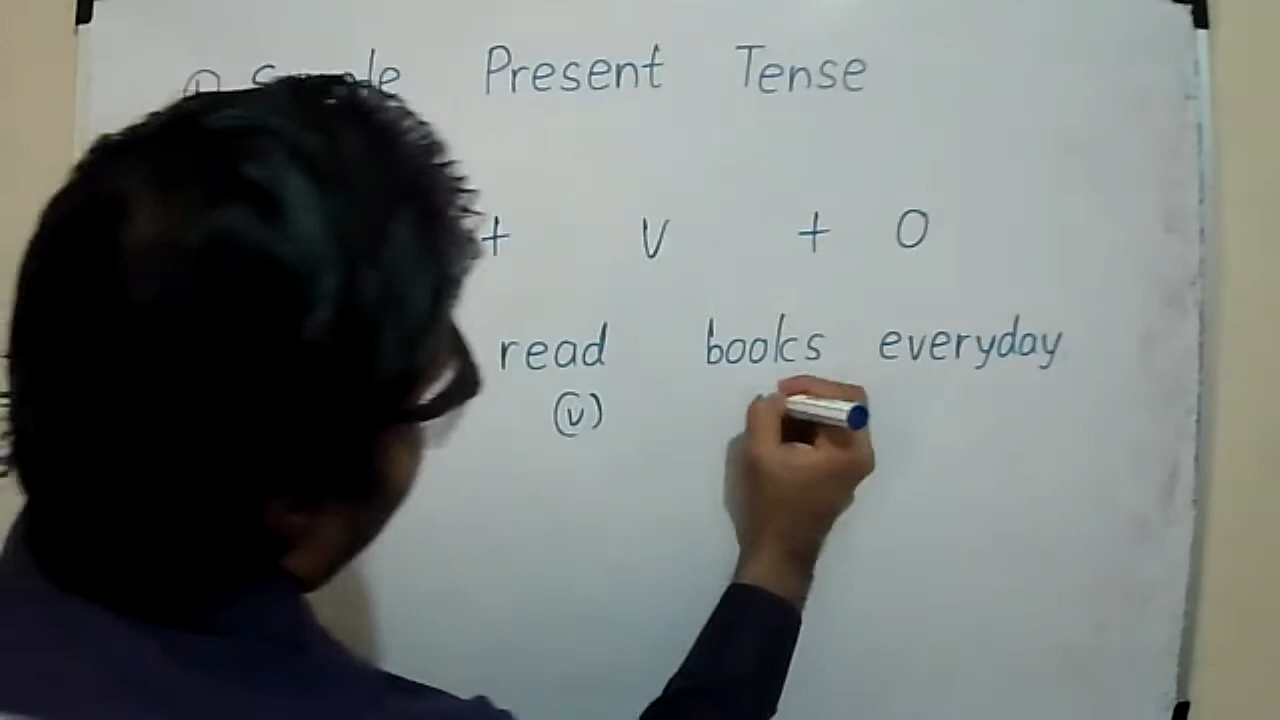 Present Tense
+ V + O
read books everyday
(v)